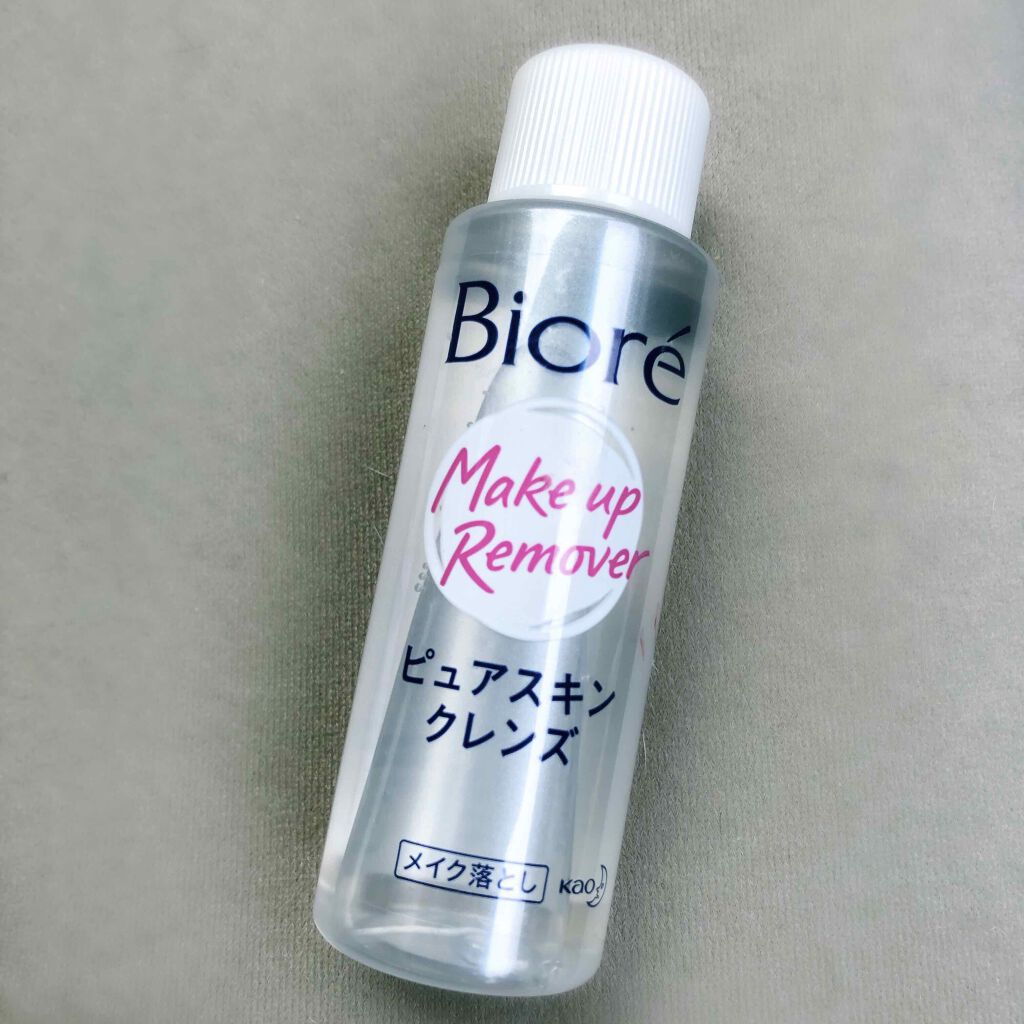 Bioré
Make up
Remover
ピュアスキン
クレンズ
メイク落とし
Kao